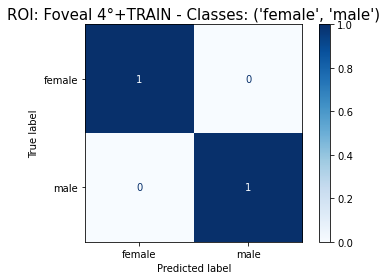 ROI: Foveal 4°+TRAIN - Classes: ('female', 'male')
True label
female
1
0
male
0
1
female
male
Predicted label
1.0
0.8
0.6
0.4
0.2
0.0